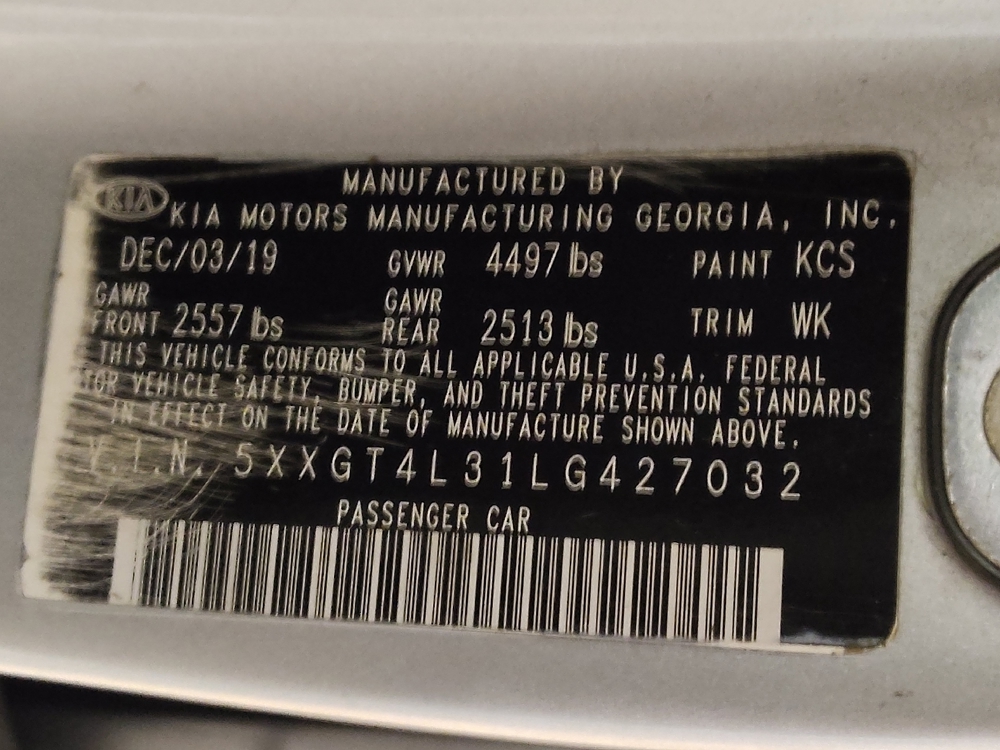 MANUFACTURED BY
KIA
KIA MOTORS MANUFACTURING GEORGIA, INC.
DEC/03/19 GVWR 4497 lbs PAINT KCS
GAWR FRONT 2557 lbs GAWR REAR 2513 lbs TRIM WK
THIS VEHICLE CONFORMS TO ALL APPLICABLE U.S.A. FEDERAL
VEHICLE SAFETY, BUMPER, AND THEFT PREVENTION STANDARDS
IN EFFECT ON THE DATE OF MANUFACTURE SHOWN ABOVE.
V.I.N. 5XXGT4L31LG427032
PASSENGER CAR